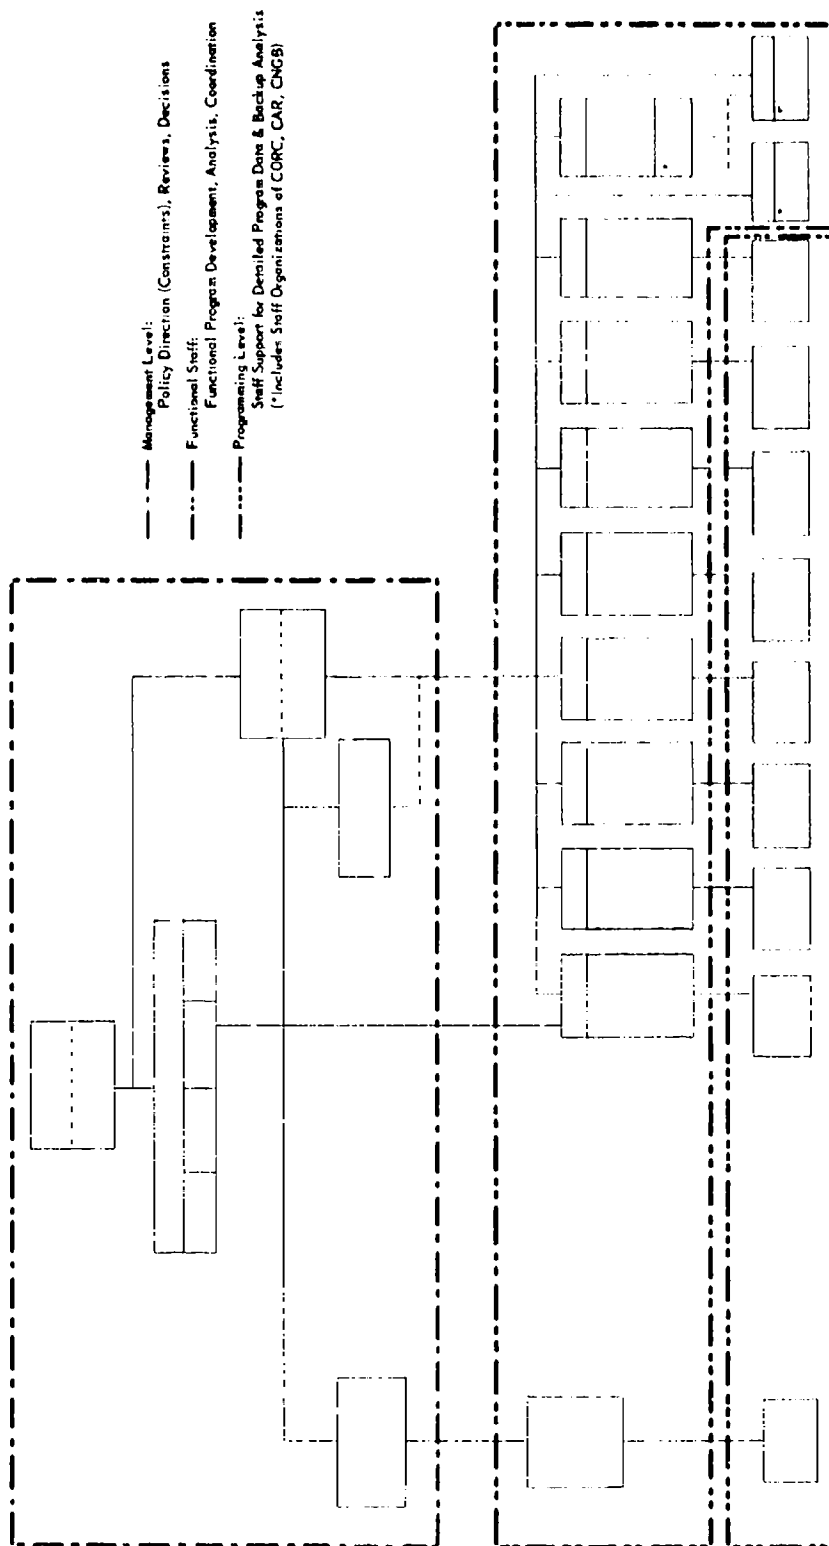 Management Level:
Policy Direction (Constraints), Reviews, Decisions
Functional Staff:
Functional Program Development, Analysis, Coordination
Programming Level:
Staff Support for Detailed Program Data & Backup Analysis
(*Includes Staff Organizations of CORC, CAR, CNGB)